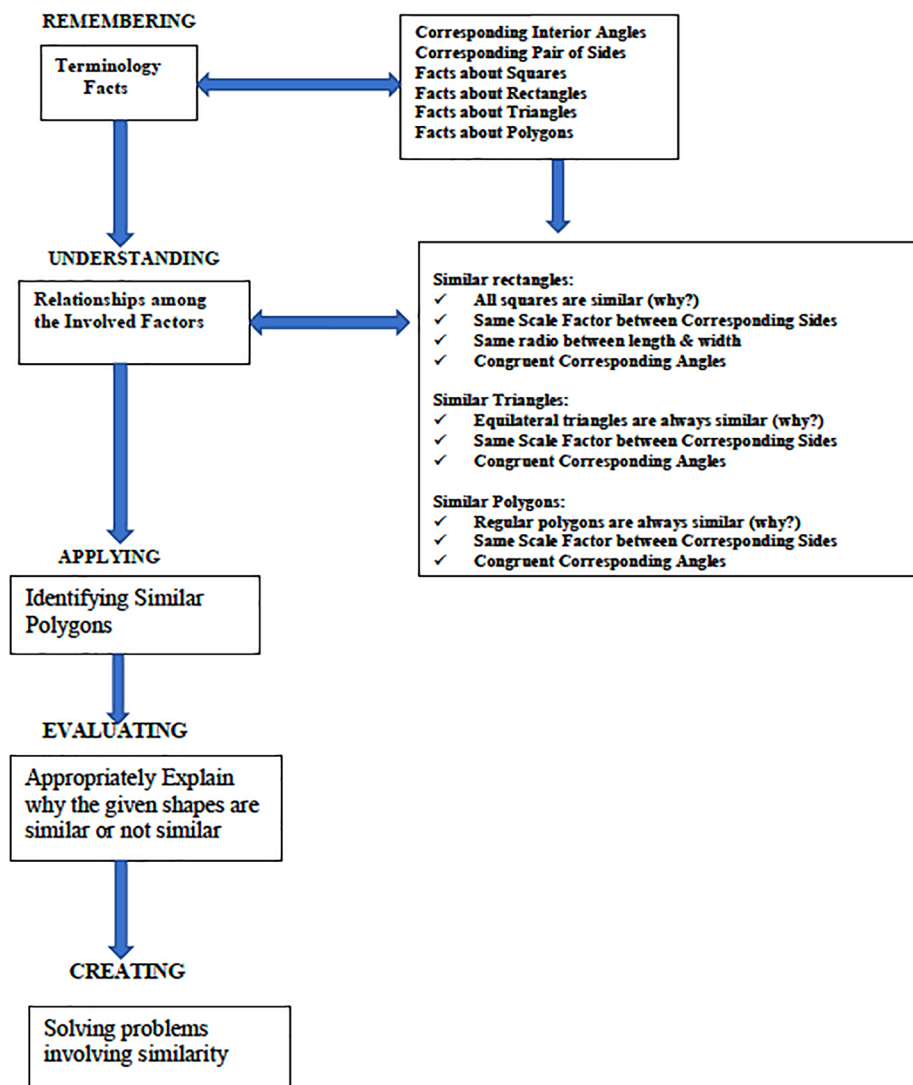 REMEMBERING
Terminology
Facts
Corresponding Interior Angles
Corresponding Pair of Sides
Facts about Squares
Facts about Rectangles
Facts about Triangles
Facts about Polygons
UNDERSTANDING
Relationships among
the Involved Factors
Similar rectangles:
✓ All squares are similar (why?)
✓ Same Scale Factor between Corresponding Sides
✓ Same radio between length & width
✓ Congruent Corresponding Angles
Similar Triangles:
✓ Equilateral triangles are always similar (why?)
✓ Same Scale Factor between Corresponding Sides
✓ Congruent Corresponding Angles
Similar Polygons:
✓ Regular polygons are always similar (why?)
✓ Same Scale Factor between Corresponding Sides
✓ Congruent Corresponding Angles
APPLYING
Identifying Similar
Polygons
EVALUATING
Appropriately Explain
why the given shapes are
similar or not similar
CREATING
Solving problems
involving similarity